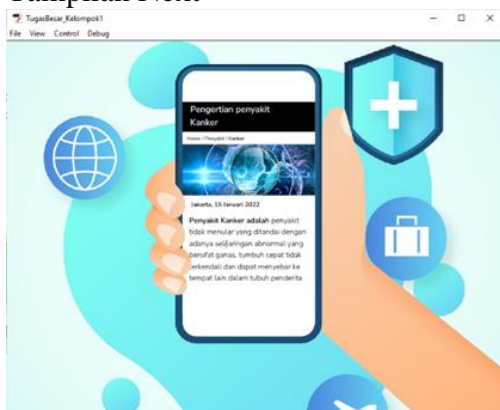 Tampilan Next
TugasBesar_Kelompok1
File View Control Debug
Pengertian penyakit
Kanker
Home / Penyakit / Kanker
Jakarta, 15 Januari 2022
Penyakit Kanker adalah penyakit
tidak menular yang ditandai dengan
adanya sel/jaringan abnormal yang
bersifat ganas, tumbuh cepat tidak
terkendali dan dapat menyebar ke
tempat lain dalam tubuh penderita.